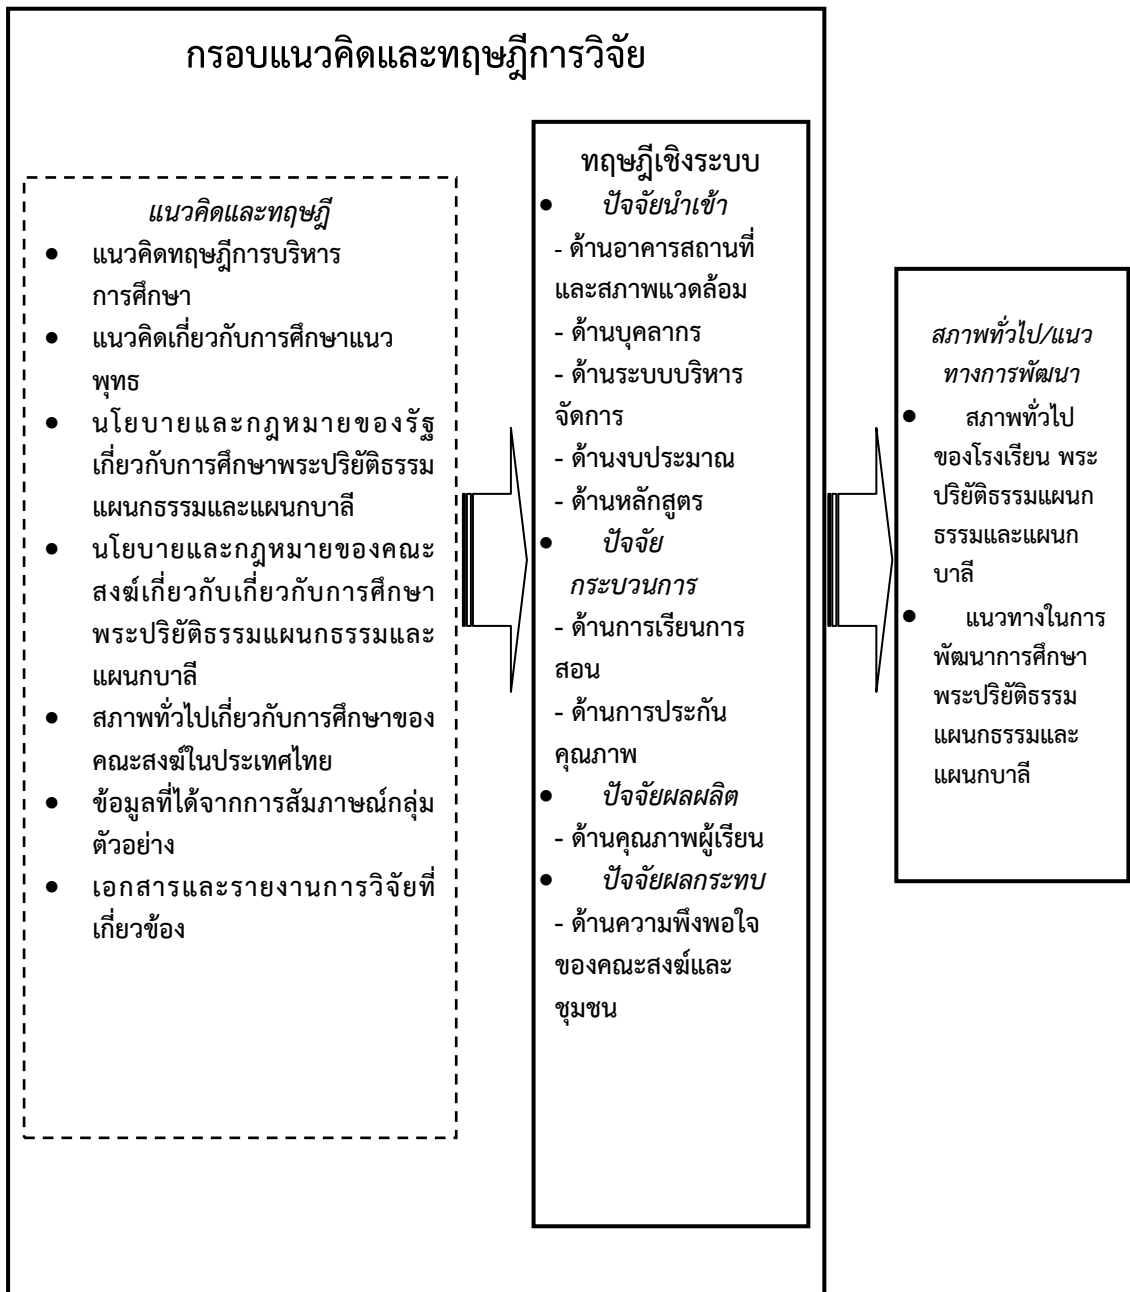 กรอบแนวคิดและทฤษฎีการวิจัย
แนวคิดและทฤษฎี
● แนวคิดทฤษฎีการบริหาร
การศึกษา
● แนวคิดเกี่ยวกับการศึกษาแนว
พุทธ
● นโยบายและกฎหมายของรัฐ
เกี่ยวกับการศึกษาพระปริยัติธรรม
แผนกธรรมและแผนกบาลี
● นโยบายและกฎหมายของคณะ
สงฆ์เกี่ยวกับเกี่ยวกับการศึกษา
พระปริยัติธรรมแผนกธรรมและ
แผนกบาลี
● สภาพทั่วไปเกี่ยวกับการศึกษาของ
คณะสงฆ์ในประเทศไทย
● ข้อมูลที่ได้จากการสัมภาษณ์กลุ่ม
ตัวอย่าง
● เอกสารและรายงานการวิจัยที่
เกี่ยวข้อง
ทฤษฎีเชิงระบบ
● ปัจจัยนำเข้า
- ด้านอาคารสถานที่
และสภาพแวดล้อม
- ด้านบุคลากร
- ด้านระบบบริหาร
จัดการ
- ด้านงบประมาณ
- ด้านหลักสูตร
● ปัจจัย
กระบวนการ
- ด้านการเรียนการ
สอน
- ด้านการประกัน
คุณภาพ
● ปัจจัยผลผลิต
- ด้านคุณภาพผู้เรียน
● ปัจจัยผลกระทบ
- ด้านความพึงพอใจ
ของคณะสงฆ์และ
ชุมชน
สภาพทั่วไป/แนว
ทางการพัฒนา
● สภาพทั่วไป
ของโรงเรียน พระ
ปริยัติธรรมแผนก
ธรรมและแผนก
บาลี
● แนวทางในการ
พัฒนาการศึกษา
พระปริยัติธรรม
แผนกธรรมและ
แผนกบาลี